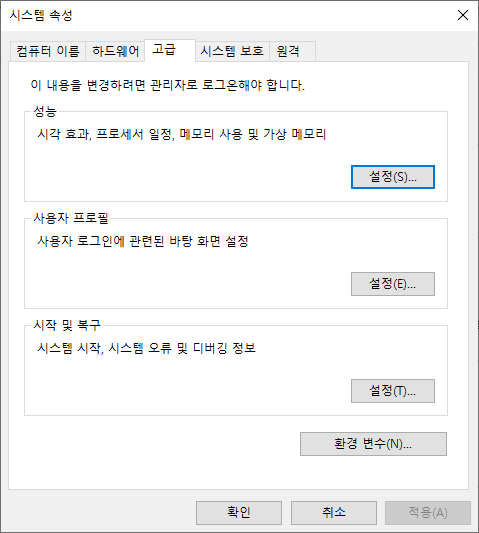 시스템 속성
컴퓨터 이름 하드웨어 고급 시스템 보호 원격
이 내용을 변경하려면 관리자로 로그온해야 합니다.
성능
시각 효과, 프로세서 일정, 메모리 사용 및 가상 메모리
설정(S)...
사용자 프로필
사용자 로그인에 관련된 바탕 화면 설정
설정(E)...
시작 및 복구
시스템 시작, 시스템 오류 및 디버깅 정보
설정(T)...
환경 변수(N)...
확인 취소 적용(A)